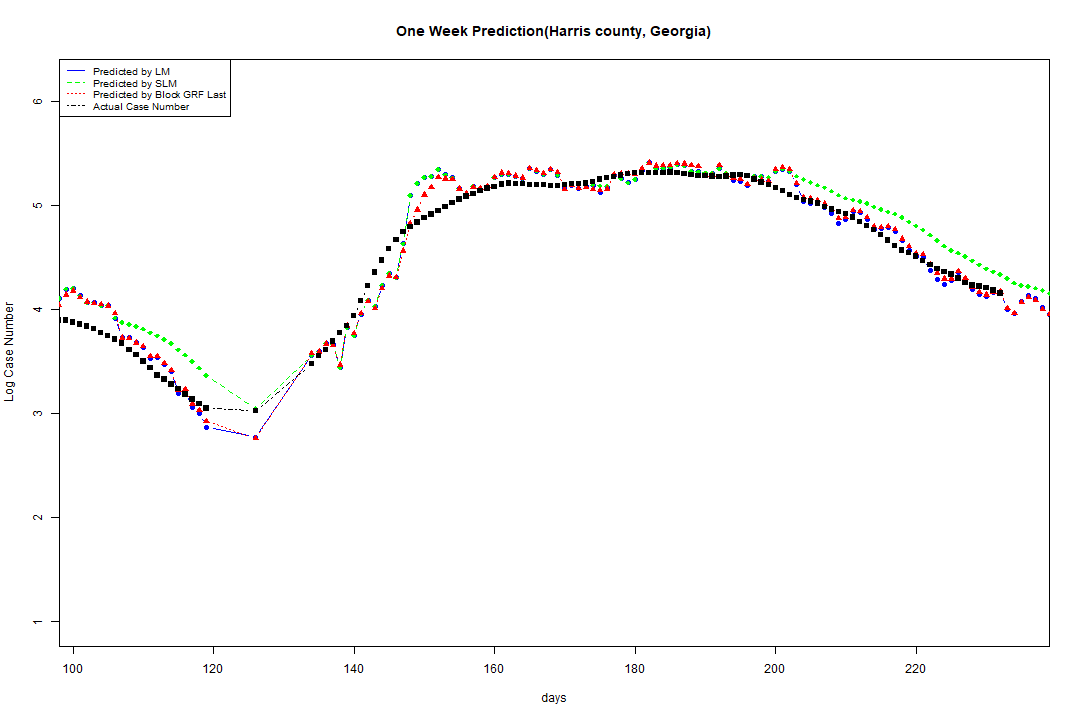 One Week Prediction(Harris county, Georgia)
Predicted by LM
Predicted by SLM
Predicted by Block GRF Last
Actual Case Number
Log Case Number
6
5
4
3
2
1
100 120 140 160 180 200 220
days